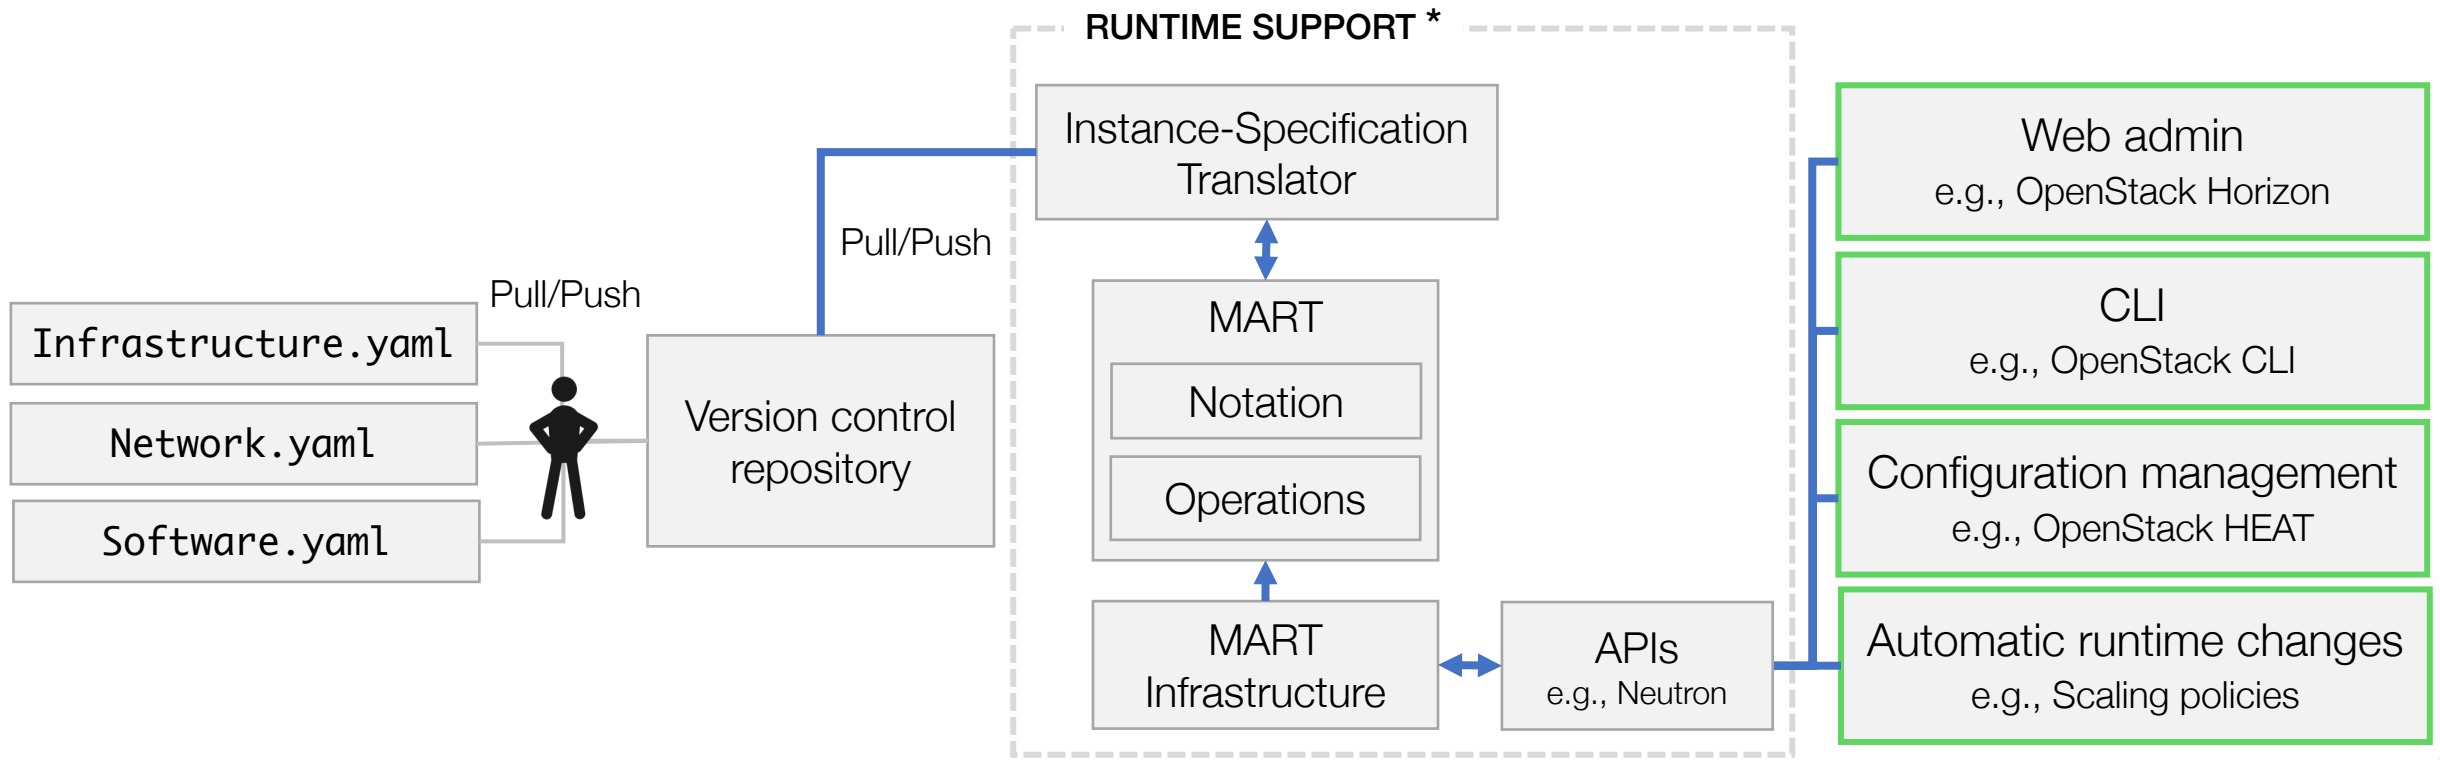 RUNTIME SUPPORT *
Infrastructure.yaml
Network.yaml
Software.yaml
Pull/Push
Version control
repository
Pull/Push
Instance-Specification
Translator
MART
Notation
Operations
MART
Infrastructure
APIs
e.g., Neutron
Web admin
e.g., OpenStack Horizon
CLI
e.g., OpenStack CLI
Configuration management
e.g., OpenStack HEAT
Automatic runtime changes
e.g., Scaling policies